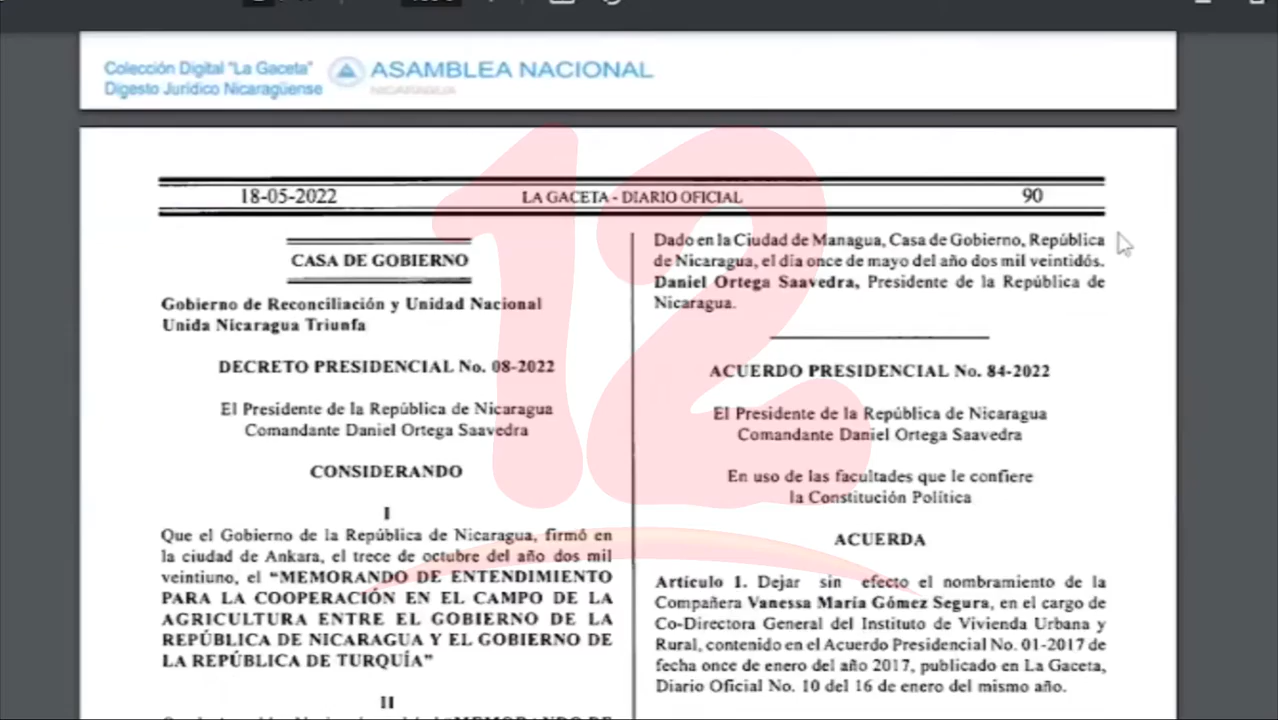 Colección Digital "La Gaceta"
Digesto Jurídico Nicaragüense
ASAMBLEA NACIONAL
NICARAGUA
18-05-2022 LA GACETA - DIARIO OFICIAL 90
CASA DE GOBIERNO
Gobierno de Reconciliación y Unidad Nacional
Unida Nicaragua Triunfa
DECRETO PRESIDENCIAL No. 08-2022
El Presidente de la República de Nicaragua
Comandante Daniel Ortega Saavedra
CONSIDERANDO
I
Que el Gobierno de la República de Nicaragua, firmó en
la ciudad de Ankara, el trece de octubre del año dos mil
veintiuno, el "MEMORANDO DE ENTENDIMIENTO
PARA LA COOPERACIÓN EN EL CAMPO DE LA
AGRICULTURA ENTRE EL GOBIERNO DE LA
REPÚBLICA DE NICARAGUA Y EL GOBIERNO DE
LA REPÚBLICA DE TURQUÍA"
II
Dado en la Ciudad de Managua, Casa de Gobierno, República
de Nicaragua, el día once de mayo del año dos mil veintidós.
Daniel Ortega Saavedra, Presidente de la República de
Nicaragua.
ACUERDO PRESIDENCIAL No. 84-2022
El Presidente de la República de Nicaragua
Comandante Daniel Ortega Saavedra
En uso de las facultades que le confiere
la Constitución Política
ACUERDA
Artículo 1. Dejar sin efecto el nombramiento de la
Compañera Vanessa María Gómez Segura, en el cargo de
Co-Directora General del Instituto de Vivienda Urbana y
Rural, contenido en el Acuerdo Presidencial No. 01-2017 de
fecha once de enero del año 2017, publicado en La Gaceta,
Diario Oficial No. 10 del 16 de enero del mismo año.
12